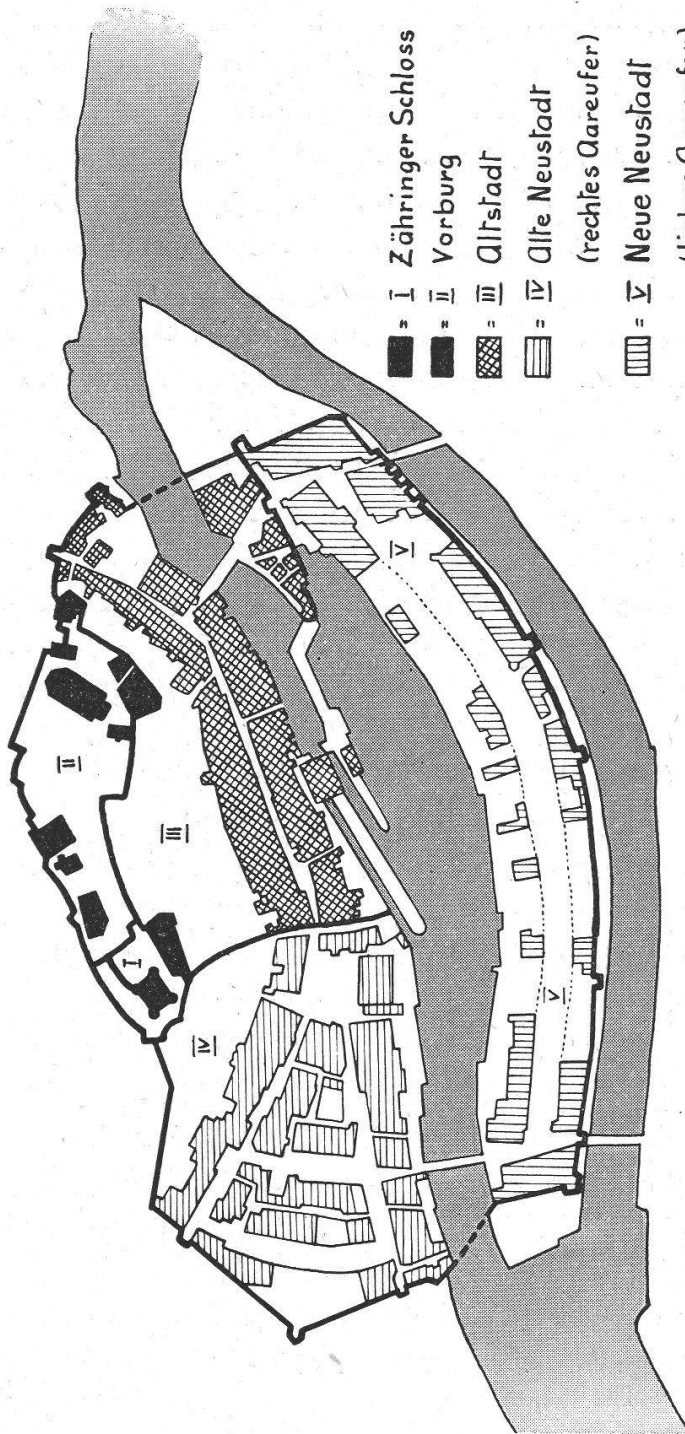 = I Zähringer Schloss
= II Vorburg
= III Altstadt
= IV Alte Neustadt
(rechtes Aareufer)
= V Neue Neustadt
I
II
III
IV
V
V